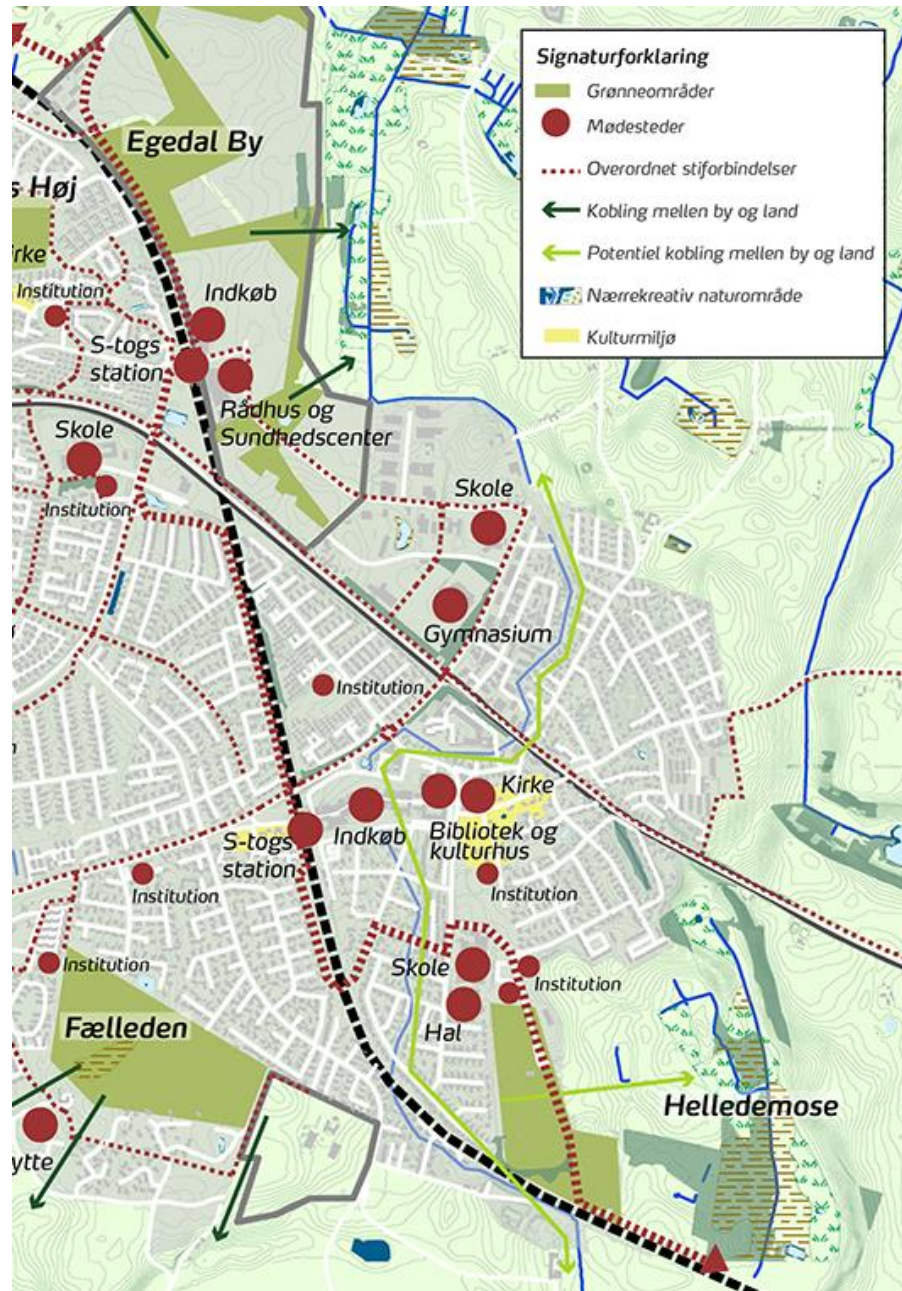 Signaturforklaring
Grønneområder
Mødesteder
Overordnet stiforbindelser
Kobling mellen by og land
Potentiel kobling mellen by og land
Nærrekreativ naturområde
Kulturmiljø
Egedal By
s Høj
irke
Institution
Indkøb
S-togs
station
Rådhus og
Sundhedscenter
Skole
Institution
Skole
Gymnasium
Institution
Kirke
Indkøb
Bibliotek og
kulturhus
S-togs
station
Institution
Institution
Institution
Skole
Institution
Hal
Fælleden
Helledemose
ytte